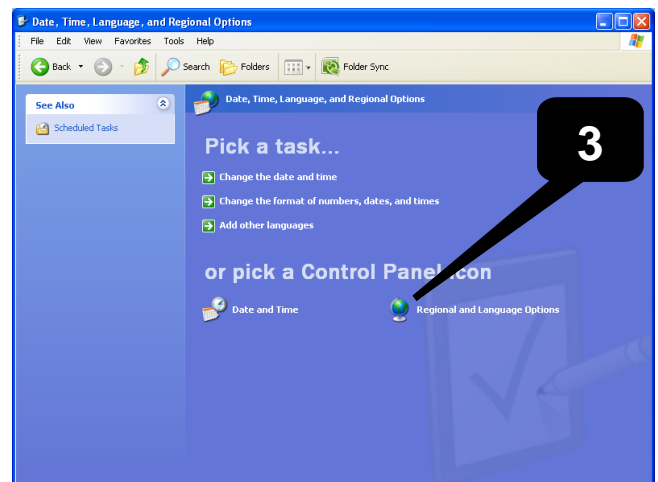 Date, Time, Language, and Regional Options
File Edit View Favorites Tools Help
Back Search Folders Folder Sync
See Also
Scheduled Tasks
Date, Time, Language, and Regional Options
3
Pick a task...
Change the date and time
Change the format of numbers, dates, and times
Add other languages
or pick a Control Panel icon
Date and Time Regional and Language Options